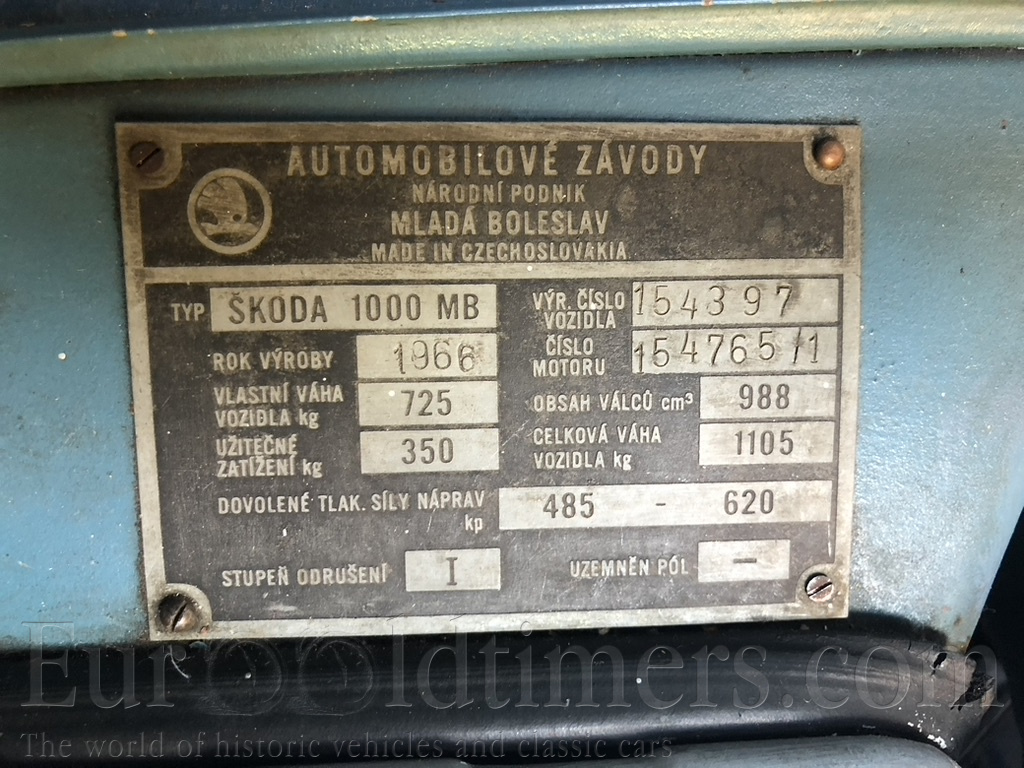 AUTOMOBILOVÉ ZÁVODY
NÁRODNÍ PODNIK
MLADÁ BOLESLAV
MADE IN CZECHOSLOVAKIA
TYP ŠKODA 1000 MB
ROK VÝROBY 1966
VLASTNÍ VÁHA
VOZIDLA kg 725
UŽITEČNÉ
ZATÍŽENÍ kg 350
VÝR. ČÍSLO
VOZIDLA 154397
ČÍSLO
MOTORU 154765/1
OBSAH VÁLCŮ cm³ 988
CELKOVÁ VÁHA
VOZIDLA kg 1105
DOVOLENÉ TLAK. SÍLY NÁPRAV
kp 485 - 620
STUPEŇ ODRUŠENÍ I
UZEMNĚN PÓL –
EuroOldtimers.com
The world of historic vehicles and classic cars